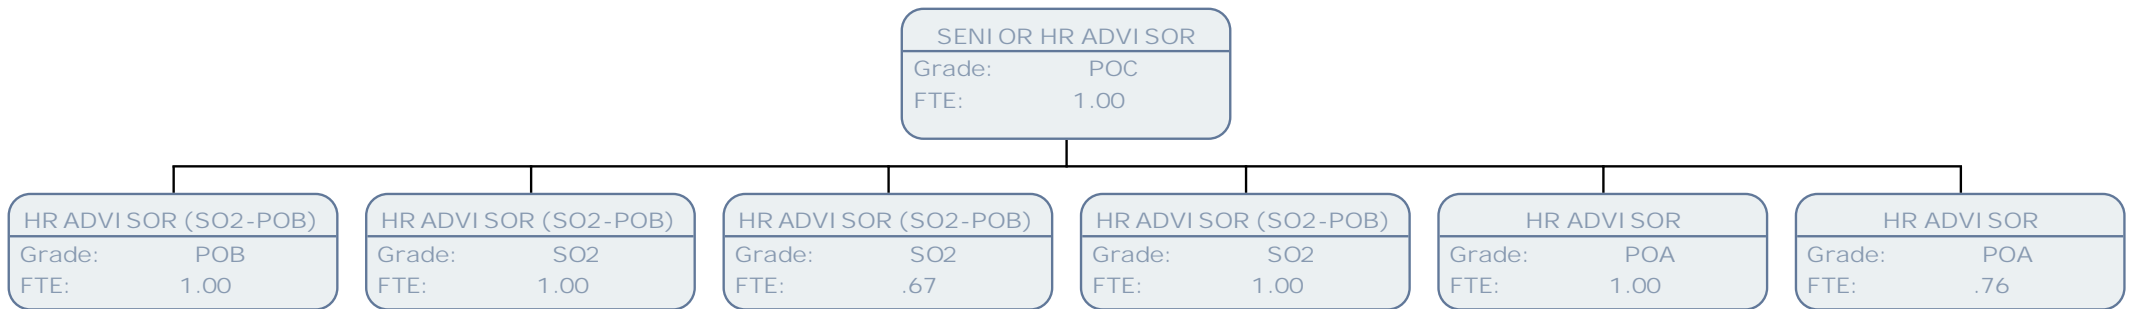 SENIOR HR ADVISOR
Grade: POC
FTE: 1.00
HR ADVISOR (SO2-POB)
Grade: POB
FTE: 1.00
HR ADVISOR (SO2-POB)
Grade: SO2
FTE: 1.00
HR ADVISOR (SO2-POB)
Grade: SO2
FTE: .67
HR ADVISOR (SO2-POB)
Grade: SO2
FTE: 1.00
HR ADVISOR
Grade: POA
FTE: 1.00
HR ADVISOR
Grade: POA
FTE: .76